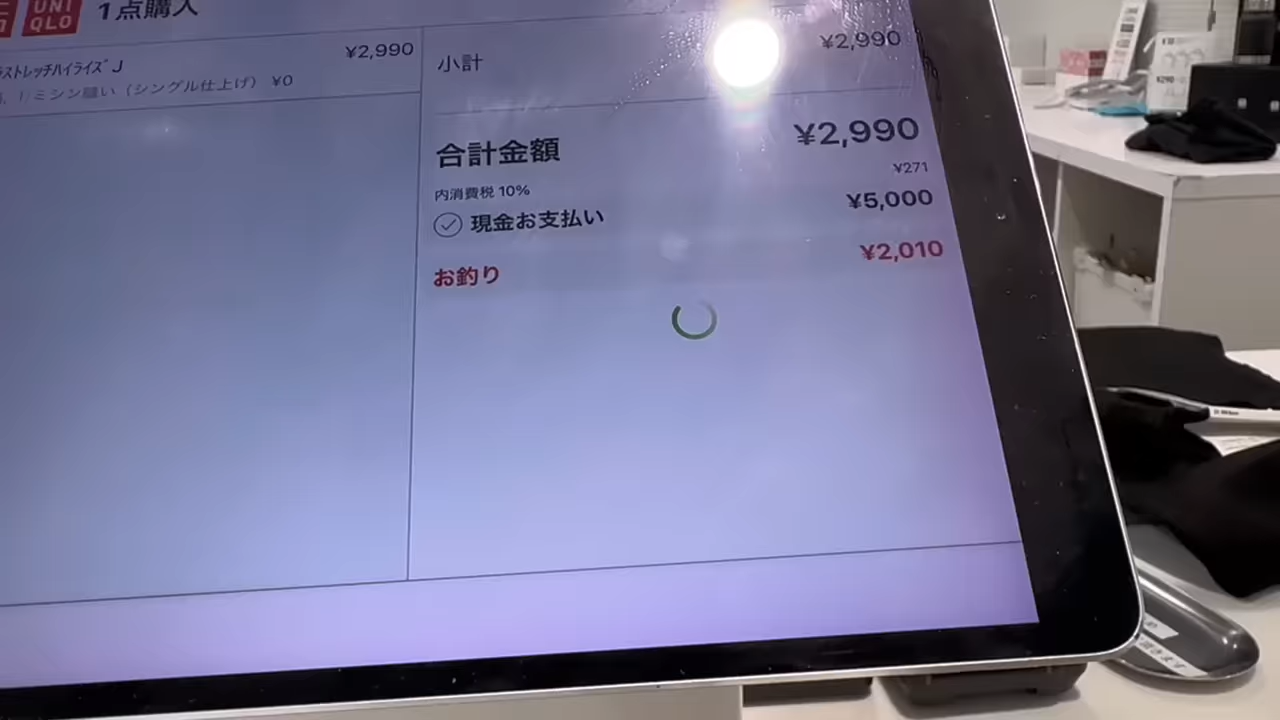 UNI
QLO
1点購入
ストレッチハイライズJ ¥2,990
ミシン縫い(シングル仕上げ) ¥0
小計 ¥2,990
合計金額 ¥2,990
内消費税 10% ¥271
現金お支払い ¥5,000
お釣り ¥2,010